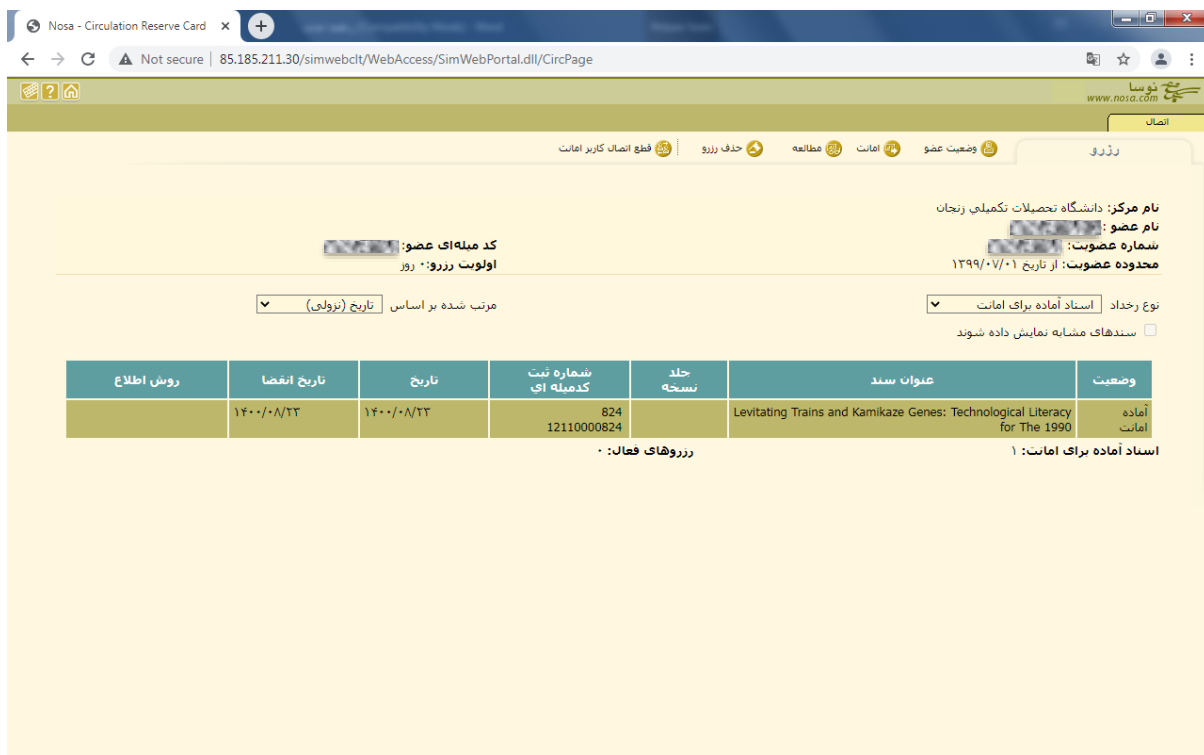 Nosa - Circulation Reserve Card
Not secure | 85.185.211.30/simwebclt/WebAccess/SimWebPortal.dll/CircPage
نوسا
www.nosa.com
اتصال
رزرو
وضعیت عضو امانت مطالعه حذف رزرو قطع اتصال کاربر امانت
نام مرکز: دانشگاه تحصیلات تکمیلي زنجان
نام عضو :
شماره عضویت: کد میله‌ای عضو:
محدوده عضویت: از تاریخ ۱۳۹۹/۰۷/۰۱ اولویت رزرو: ۰ روز
نوع رخداد اسناد آماده برای امانت مرتب شده بر اساس تاریخ (نزولی)
سندهای مشابه نمایش داده شوند
وضعیت عنوان سند جلد نسخه شماره ثبت کدمیله اي تاریخ تاریخ انقضا روش اطلاع
آماده امانت Levitating Trains and Kamikaze Genes: Technological Literacy for The 1990 824 12110000824 ۱۴۰۰/۰۸/۲۳ ۱۴۰۰/۰۸/۲۳
اسناد آماده برای امانت: ۱ رزروهای فعال: ۰